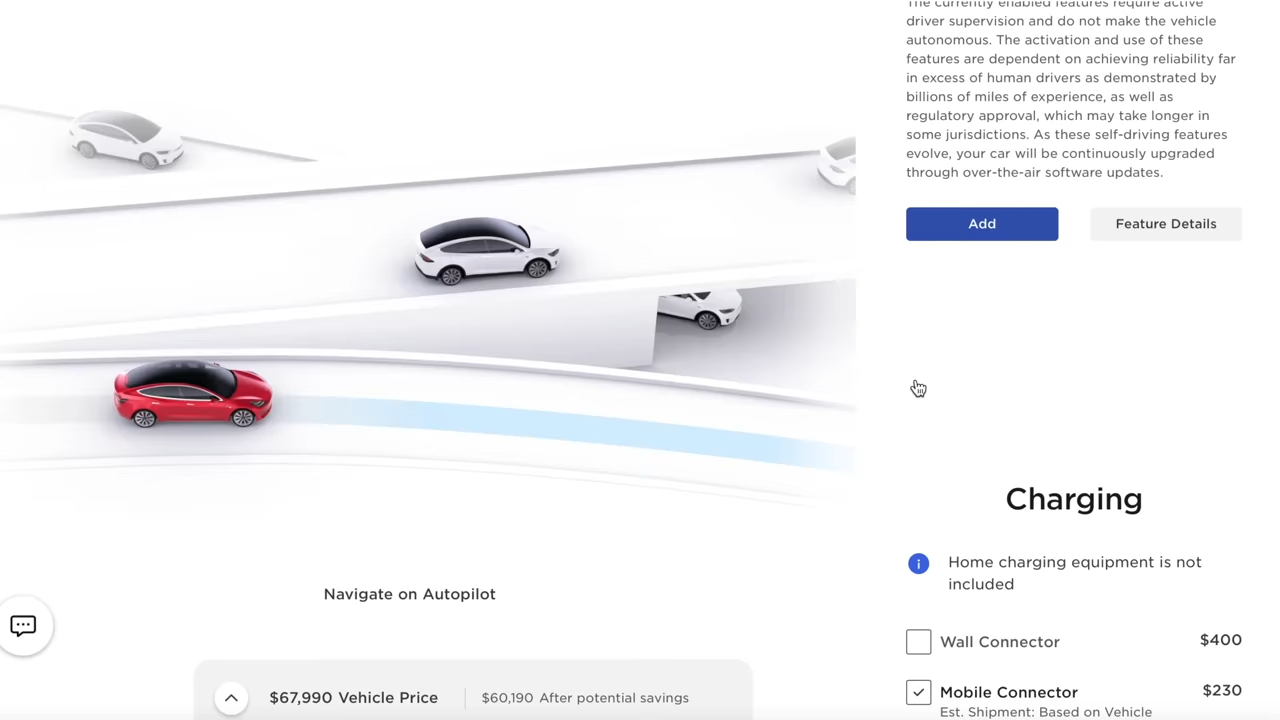 The currently enabled features require active
driver supervision and do not make the vehicle
autonomous. The activation and use of these
features are dependent on achieving reliability far
in excess of human drivers as demonstrated by
billions of miles of experience, as well as
regulatory approval, which may take longer in
some jurisdictions. As these self-driving features
evolve, your car will be continuously upgraded
through over-the-air software updates.
Add
Feature Details
Charging
Home charging equipment is not
included
Wall Connector $400
Mobile Connector $230
Est. Shipment: Based on Vehicle
Navigate on Autopilot
$67,990 Vehicle Price
$60,190 After potential savings